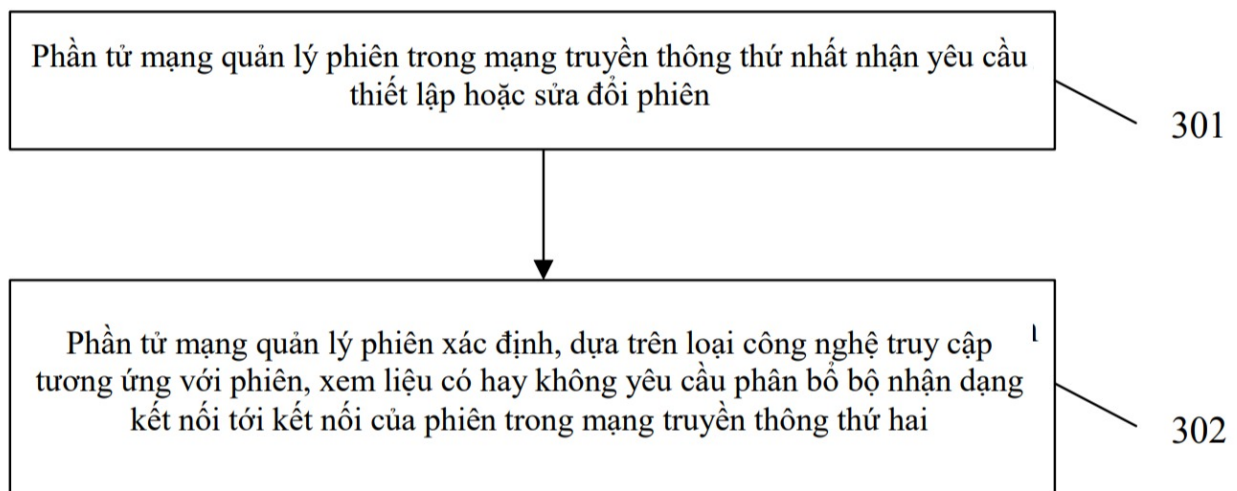 Phần tử mạng quản lý phiên trong mạng truyền thông thứ nhất nhận yêu cầu
thiết lập hoặc sửa đổi phiên
301
Phần tử mạng quản lý phiên xác định, dựa trên loại công nghệ truy cập
tương ứng với phiên, xem liệu có hay không yêu cầu phân bổ bộ nhận dạng
kết nối tới kết nối của phiên trong mạng truyền thông thứ hai
302